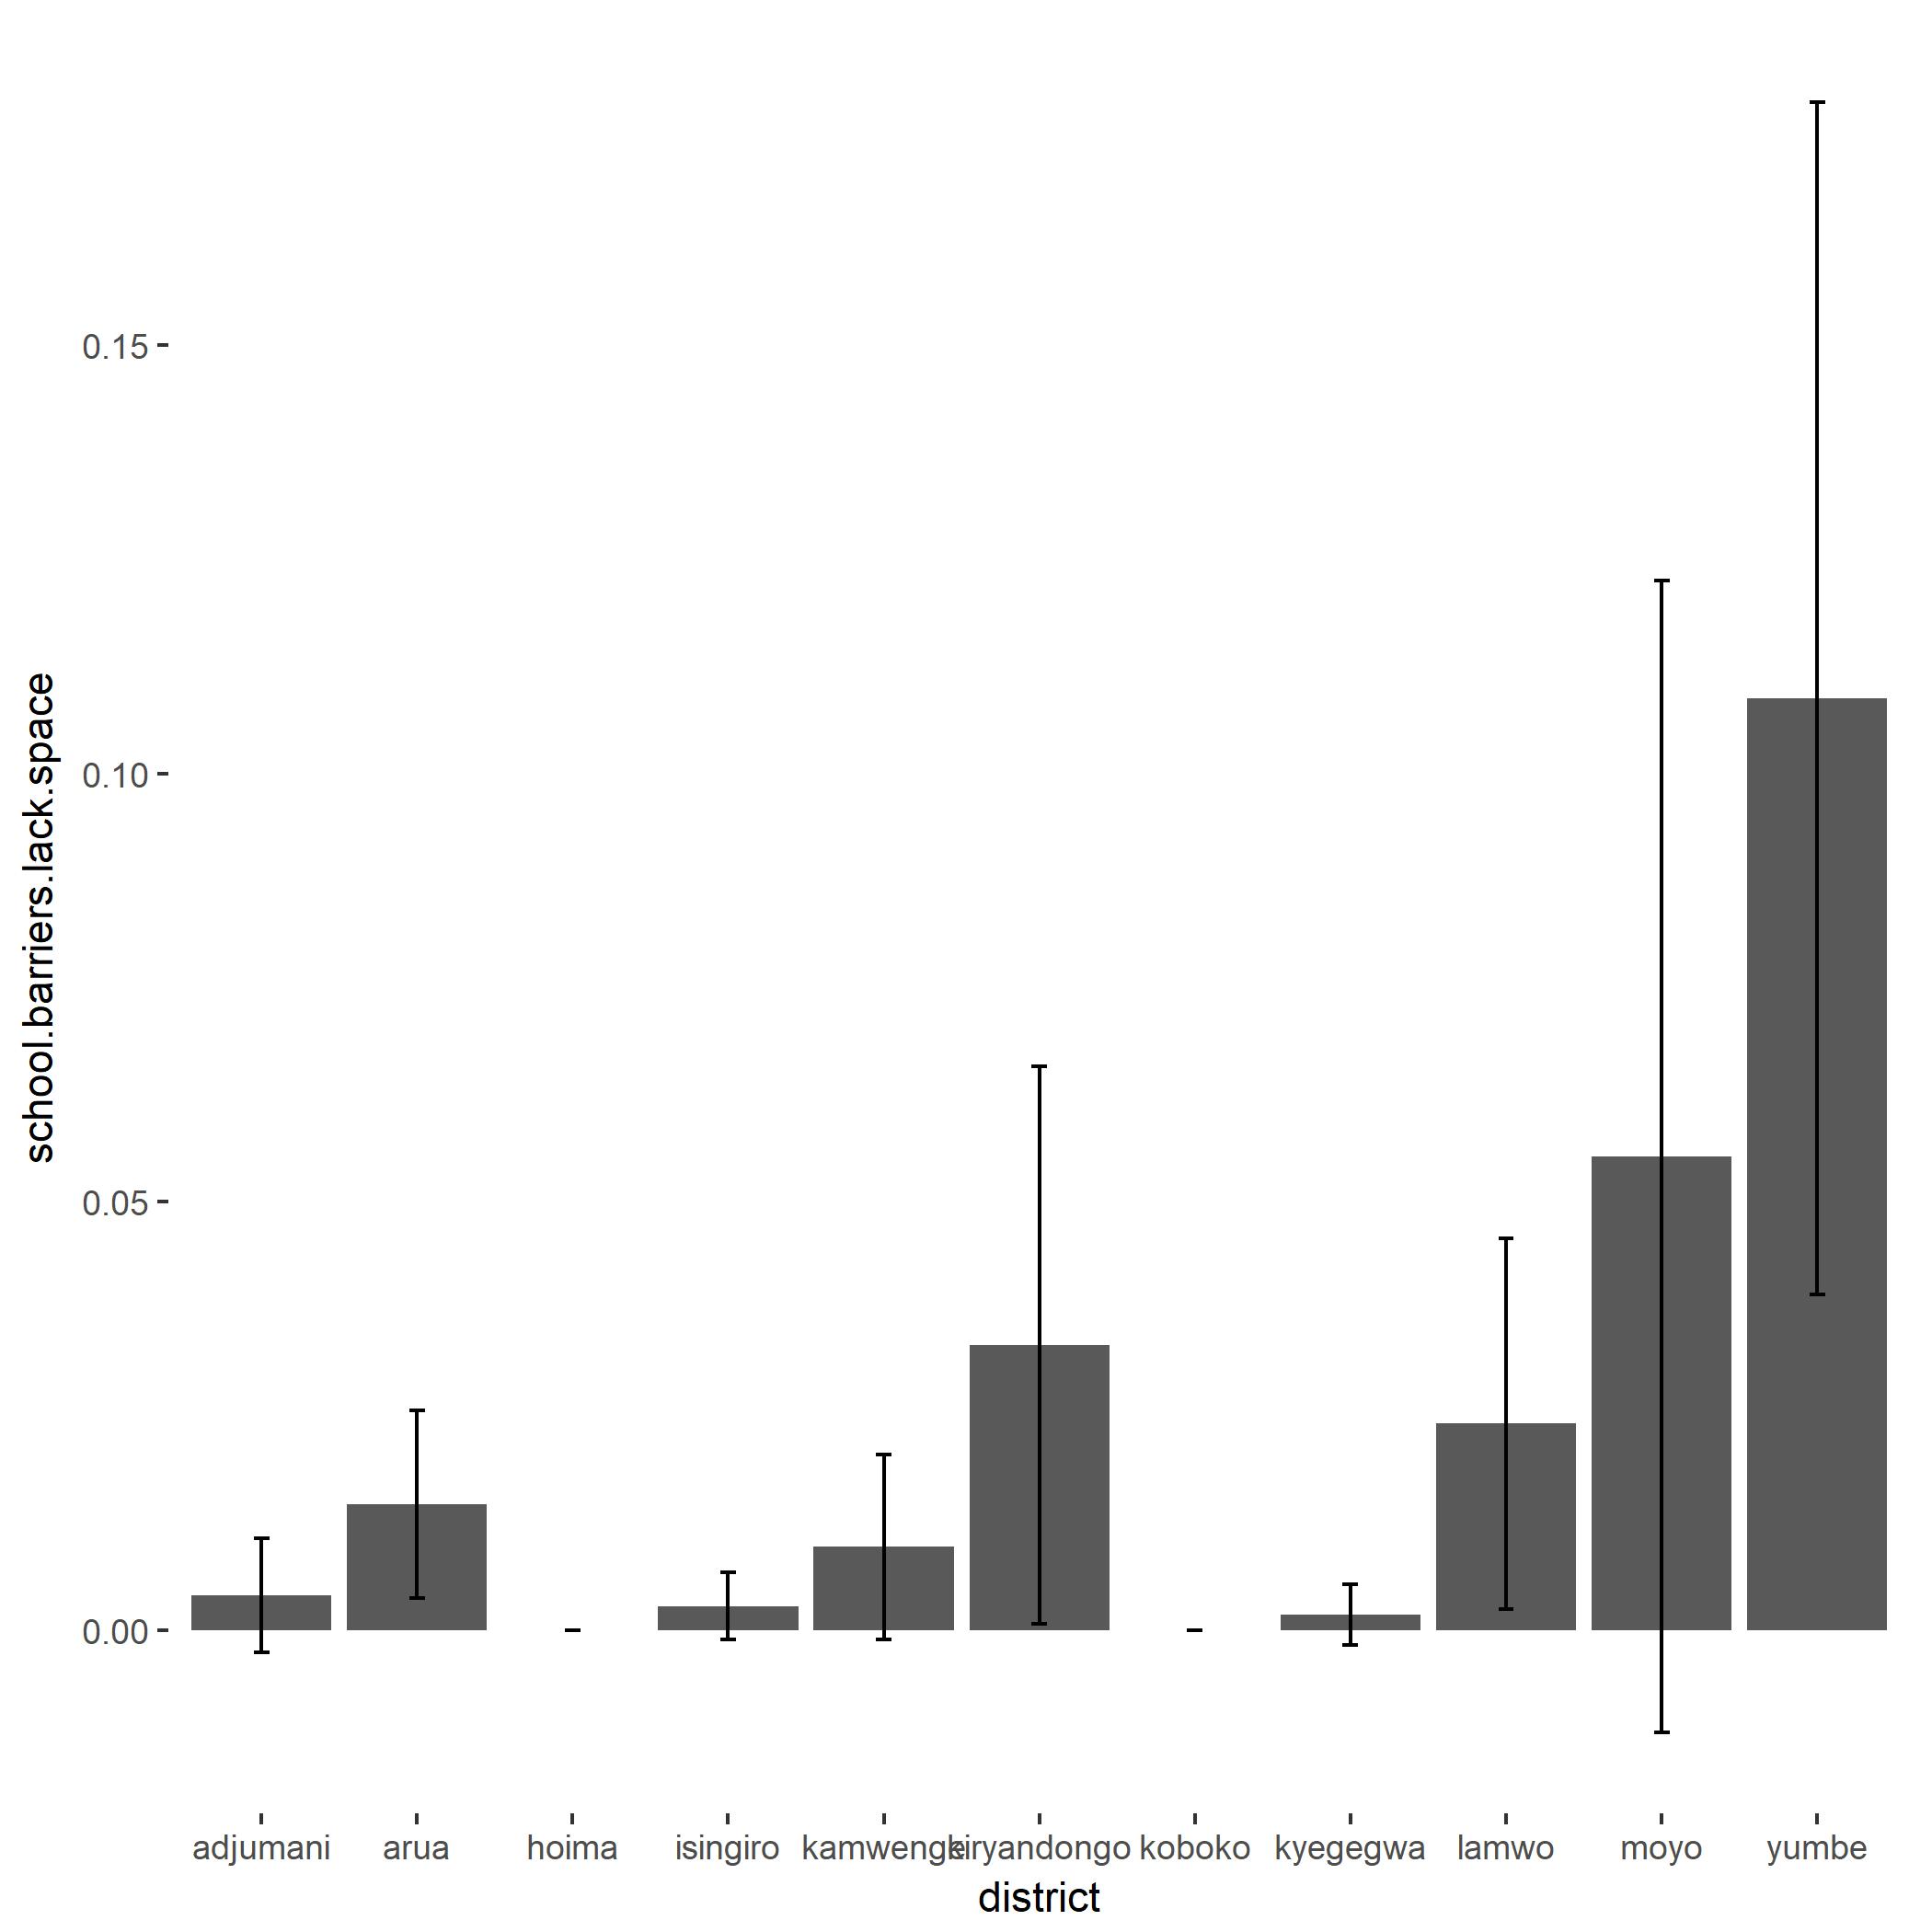 school.barriers.lack.space
0.15
0.10
0.05
0.00
adjumani arua hoima isingiro kamwenge kiryandongo koboko kyegegwa lamwo moyo yumbe
district